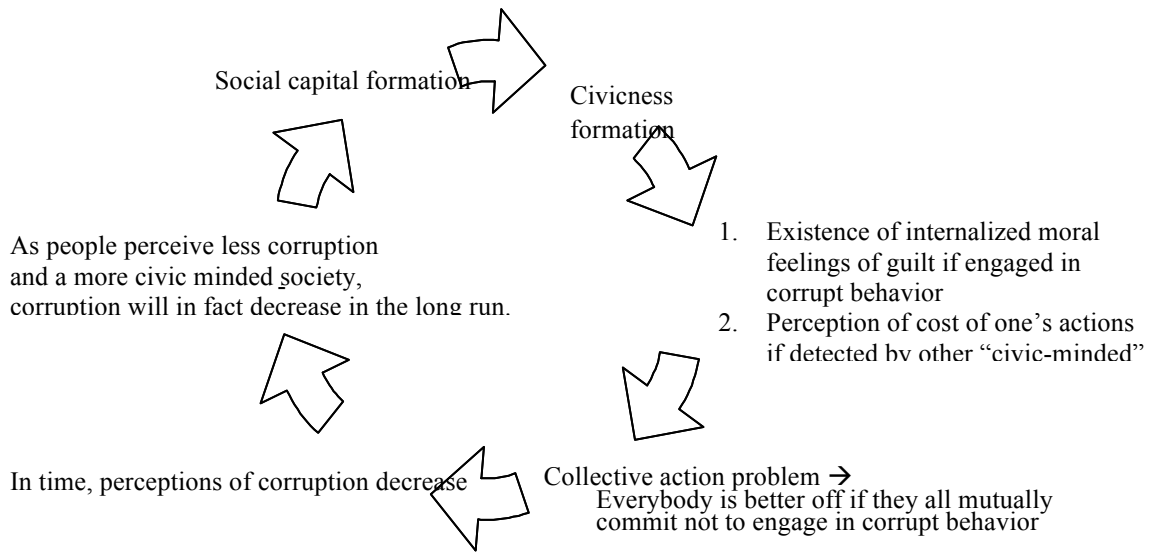 Social capital formation
Civicness
formation
1. Existence of internalized moral
feelings of guilt if engaged in
corrupt behavior
2. Perception of cost of one’s actions
if detected by other “civic-minded”
Collective action problem →
Everybody is better off if they all mutually
commit not to engage in corrupt behavior
In time, perceptions of corruption decrease
As people perceive less corruption
and a more civic minded society,
corruption will in fact decrease in the long run.